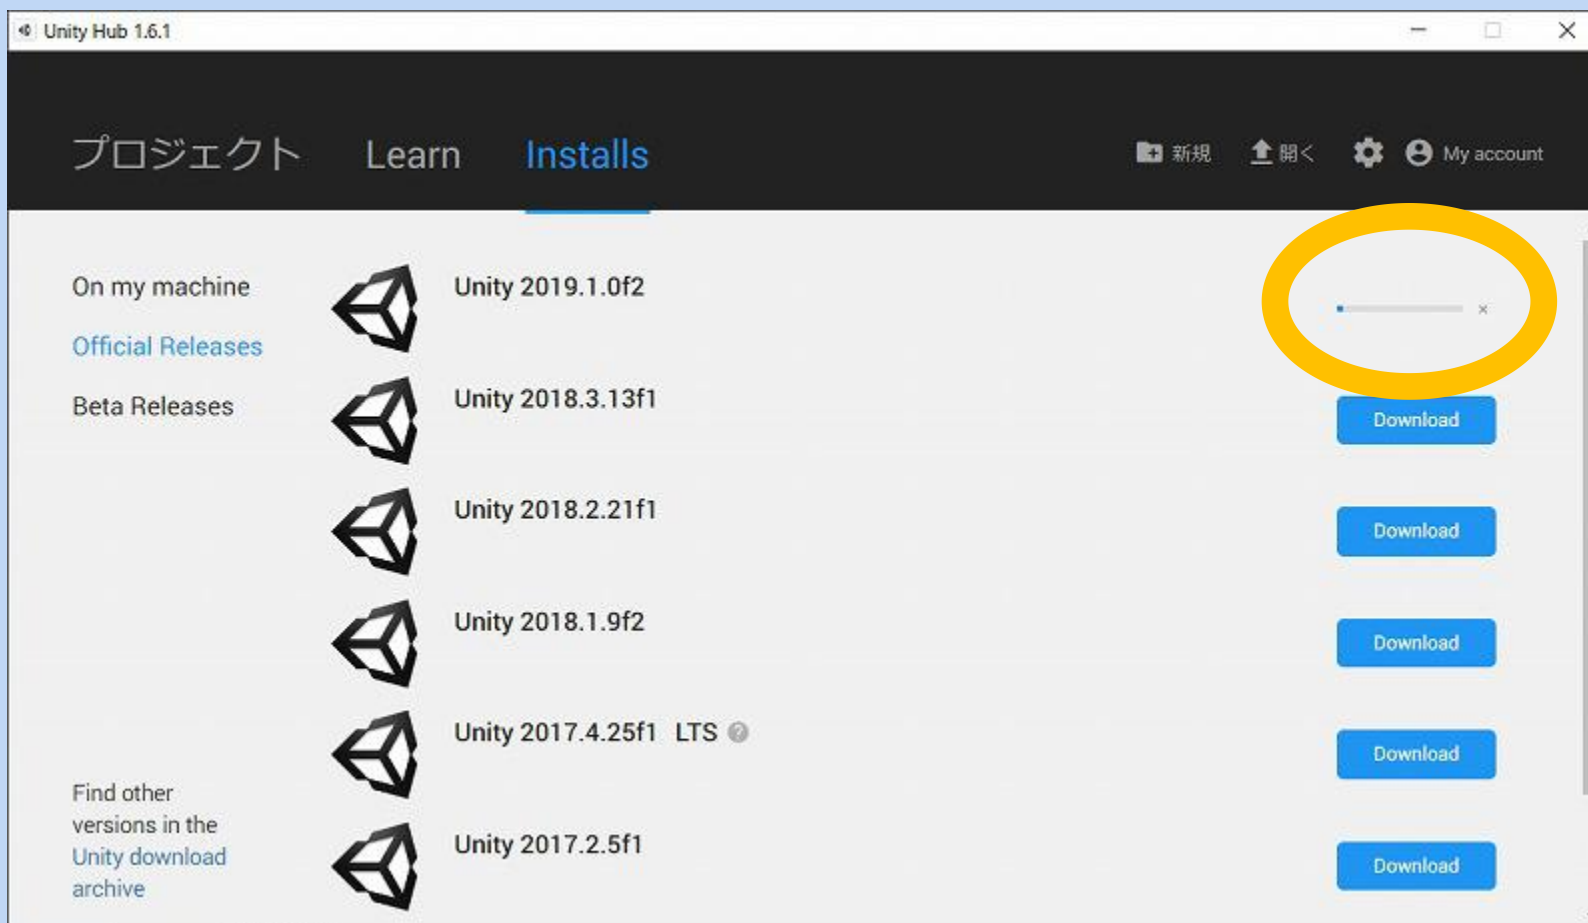 Unity Hub 1.6.1
プロジェクト Learn Installs 新規 開く My account
On my machine
Official Releases
Beta Releases
Unity 2019.1.0f2
Unity 2018.3.13f1 Download
Unity 2018.2.21f1 Download
Unity 2018.1.9f2 Download
Unity 2017.4.25f1 LTS ? Download
Unity 2017.2.5f1 Download
Find other
versions in the
Unity download
archive